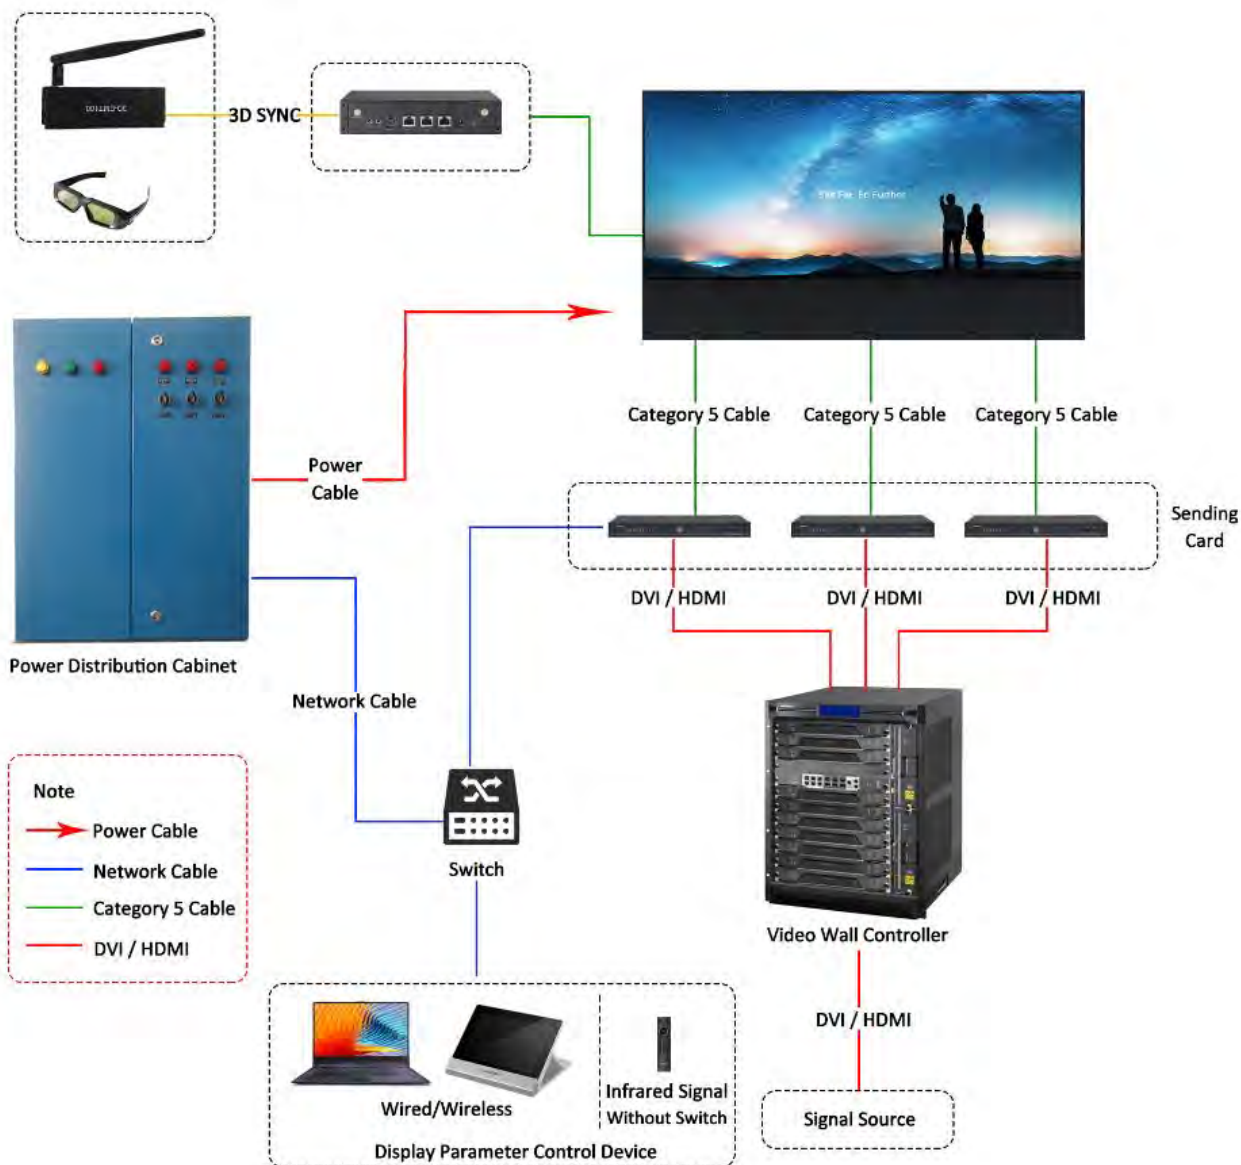 3D SYNC
Category 5 Cable
Category 5 Cable
Category 5 Cable
Power
Cable
Sending
Card
DVI / HDMI
DVI / HDMI
DVI / HDMI
Power Distribution Cabinet
Network Cable
Note
Power Cable
Network Cable
Category 5 Cable
DVI / HDMI
Switch
Video Wall Controller
DVI / HDMI
Wired/Wireless
Infrared Signal
Without Switch
Display Parameter Control Device
Signal Source